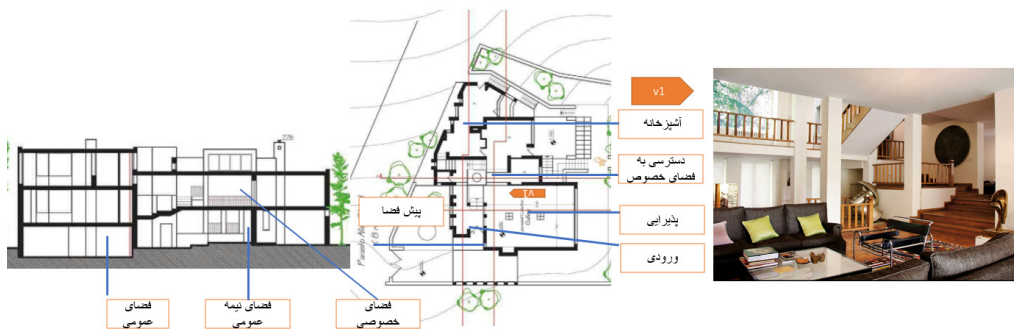 v1
آشپزخانه
دسترسی به
فضای خصوص
پیش فضا
پذیرایی
ورودی
فضای
عمومی
فضای نیمه
عمومی
فضای
خصوصی